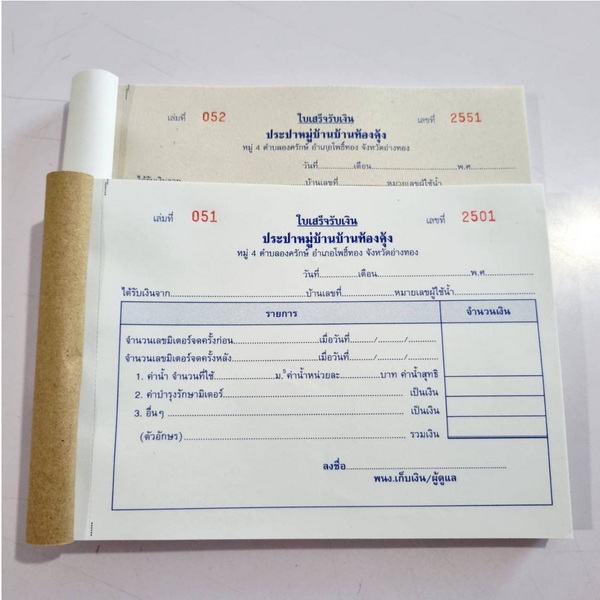 เล่มที่ 052 ใบเสร็จรับเงิน เลขที่ 2551
ประปาหมู่บ้านบ้านท้องคุ้ง
หมู่ 4 ตำบลองครักษ์ อำเภอโพธิ์ทอง จังหวัดอ่างทอง
วันที่..................เดือน..................พ.ศ..................
ได้รับเงินจาก..................บ้านเลขที่..................หมายเลขผู้ใช้น้ำ
เล่มที่ 051 ใบเสร็จรับเงิน เลขที่ 2501
ประปาหมู่บ้านบ้านท้องคุ้ง
หมู่ 4 ตำบลองครักษ์ อำเภอโพธิ์ทอง จังหวัดอ่างทอง
วันที่..................เดือน..................พ.ศ..................
ได้รับเงินจาก..................บ้านเลขที่..................หมายเลขผู้ใช้น้ำ..................
รายการ จำนวนเงิน
จำนวนเลขมิเตอร์จดครั้งก่อน..................เมื่อวันที่......../......../........
จำนวนเลขมิเตอร์จดครั้งหลัง..................เมื่อวันที่......../......../........
1. ค่าน้ำ จำนวนที่ใช้..................ม.³ ค่าน้ำหน่วยละ............บาท ค่าน้ำสุทธิ
2. ค่าบำรุงรักษามิเตอร์.................. เป็นเงิน
3. อื่นๆ .................. เป็นเงิน
(ตัวอักษร).................. รวมเงิน
ลงชื่อ..................
พนง.เก็บเงิน/ผู้ดูแล